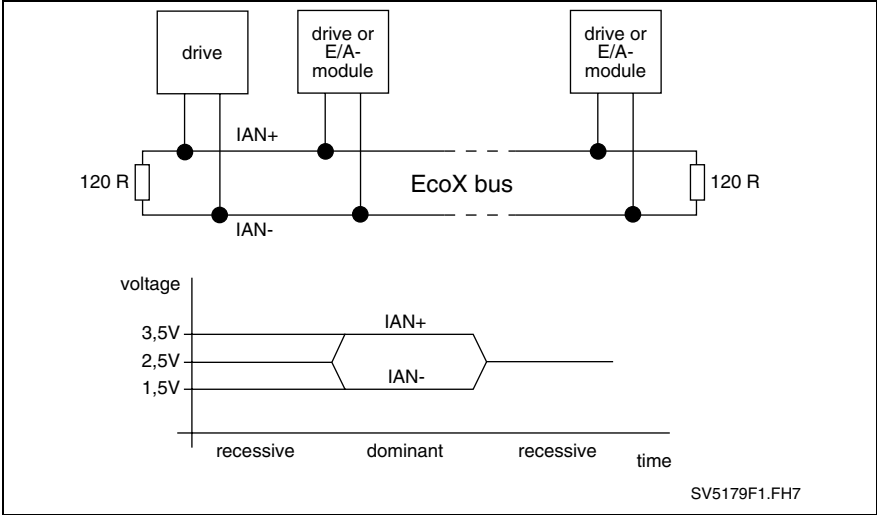 drive
drive or
E/A-
module
drive or
E/A-
module
IAN+
120 R
EcoX bus
120 R
IAN-
voltage
3,5V
IAN+
2,5V
1,5V
IAN-
recessive
dominant
recessive
time
SV5179F1.FH7